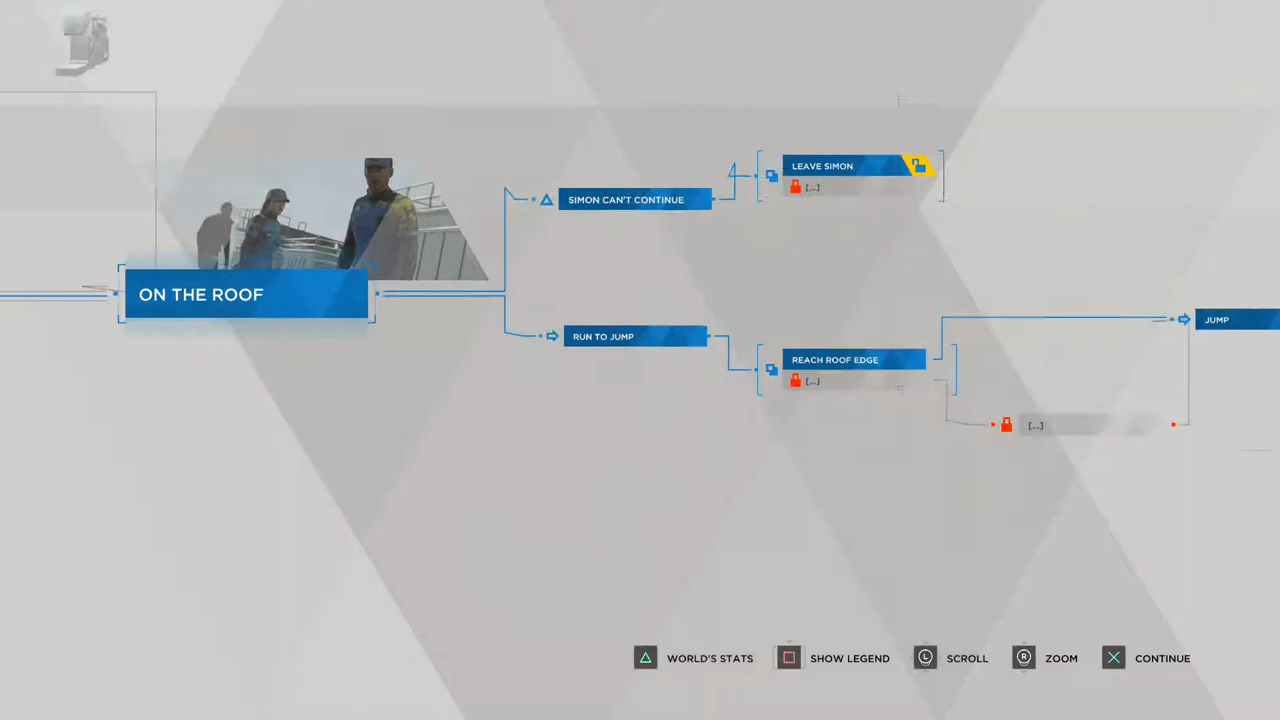 LEAVE SIMON
[...]
SIMON CAN'T CONTINUE
ON THE ROOF
RUN TO JUMP
REACH ROOF EDGE
[...]
JUMP
[...]
WORLD'S STATS
SHOW LEGEND
L
SCROLL
R
ZOOM
CONTINUE